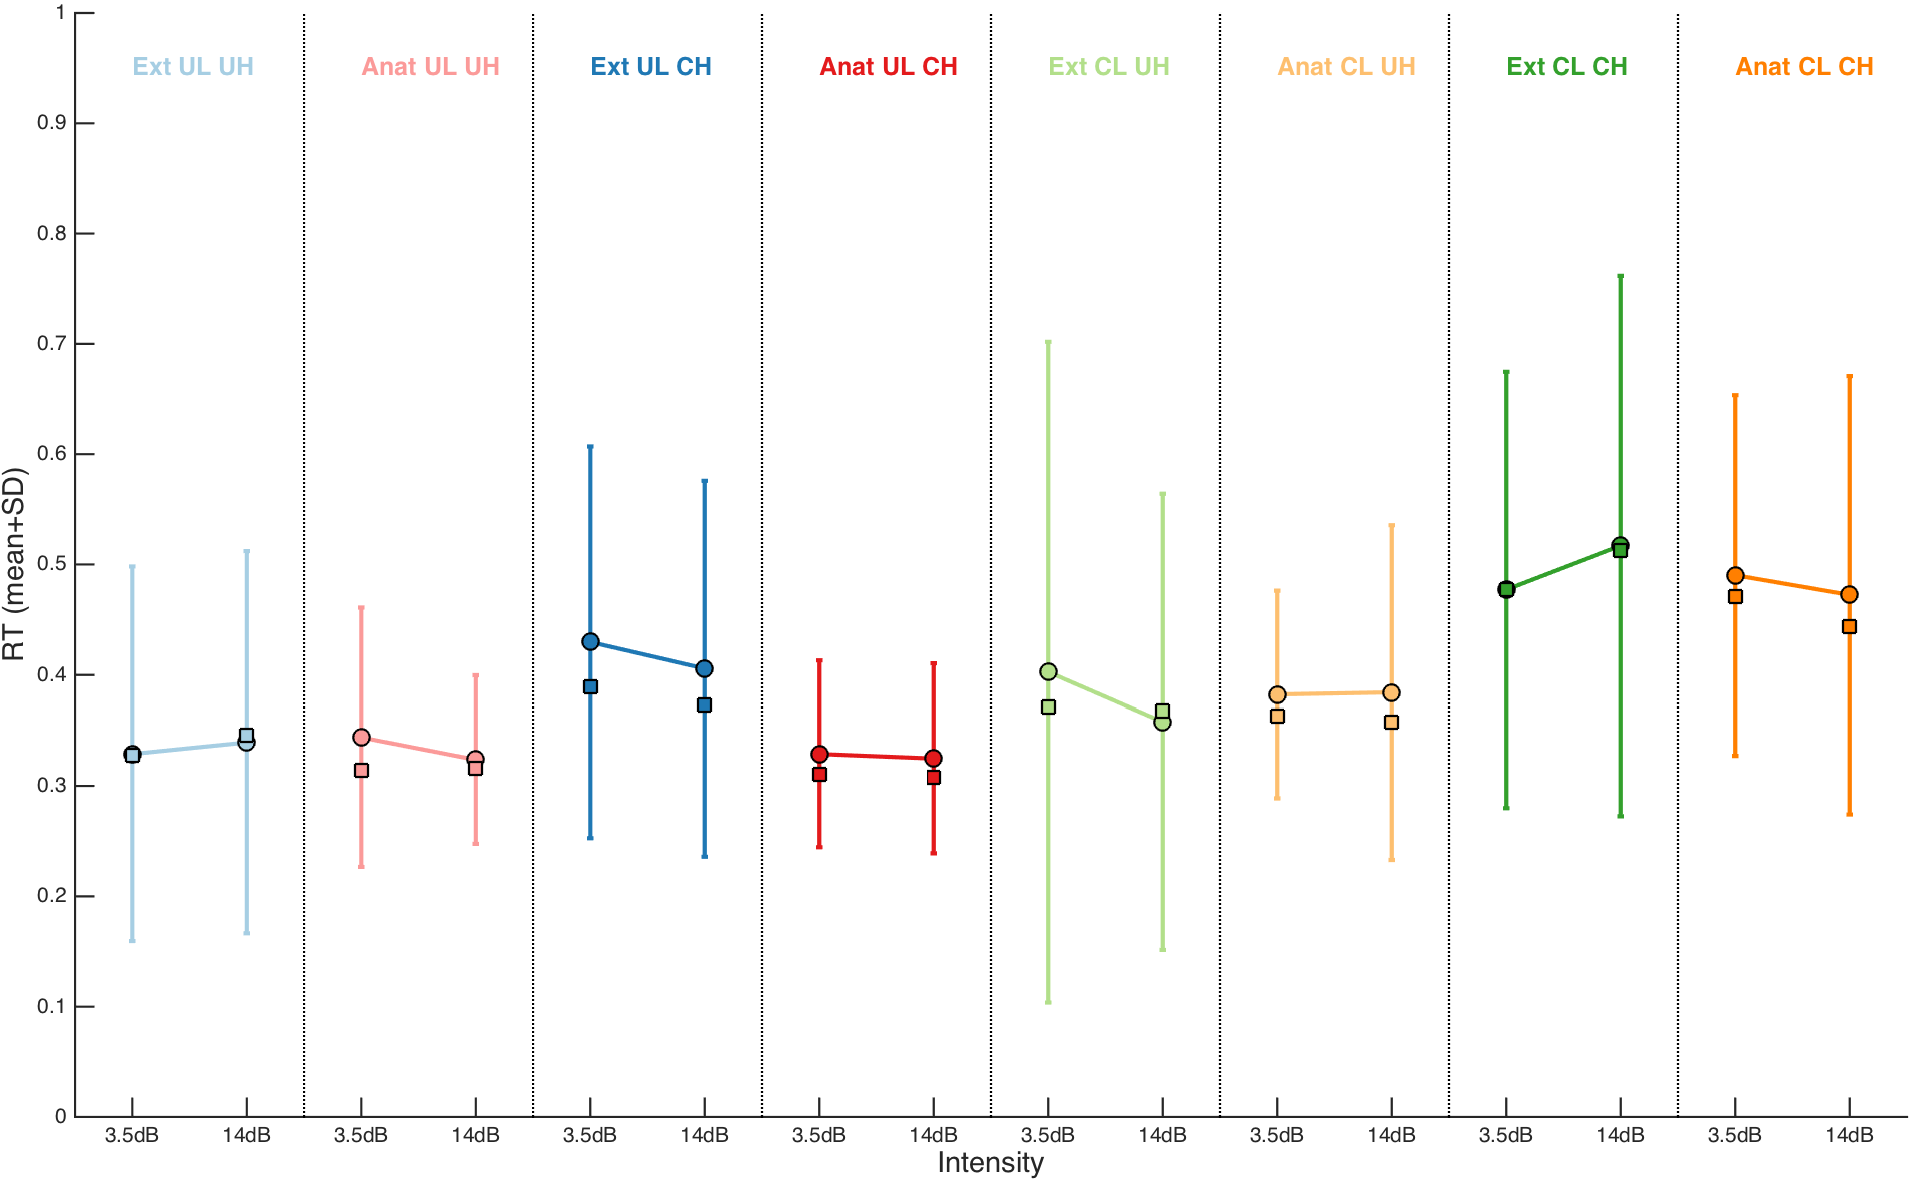 1
Ext UL UH Anat UL UH Ext UL CH Anat UL CH Ext CL UH Anat CL UH Ext CL CH Anat CL CH
0.9
0.8
0.7
0.6
0.5
0.4
0.3
0.2
0.1
0
RT (mean+SD)
3.5dB 14dB 3.5dB 14dB 3.5dB 14dB 3.5dB 14dB 3.5dB 14dB 3.5dB 14dB 3.5dB 14dB 3.5dB 14dB
Intensity